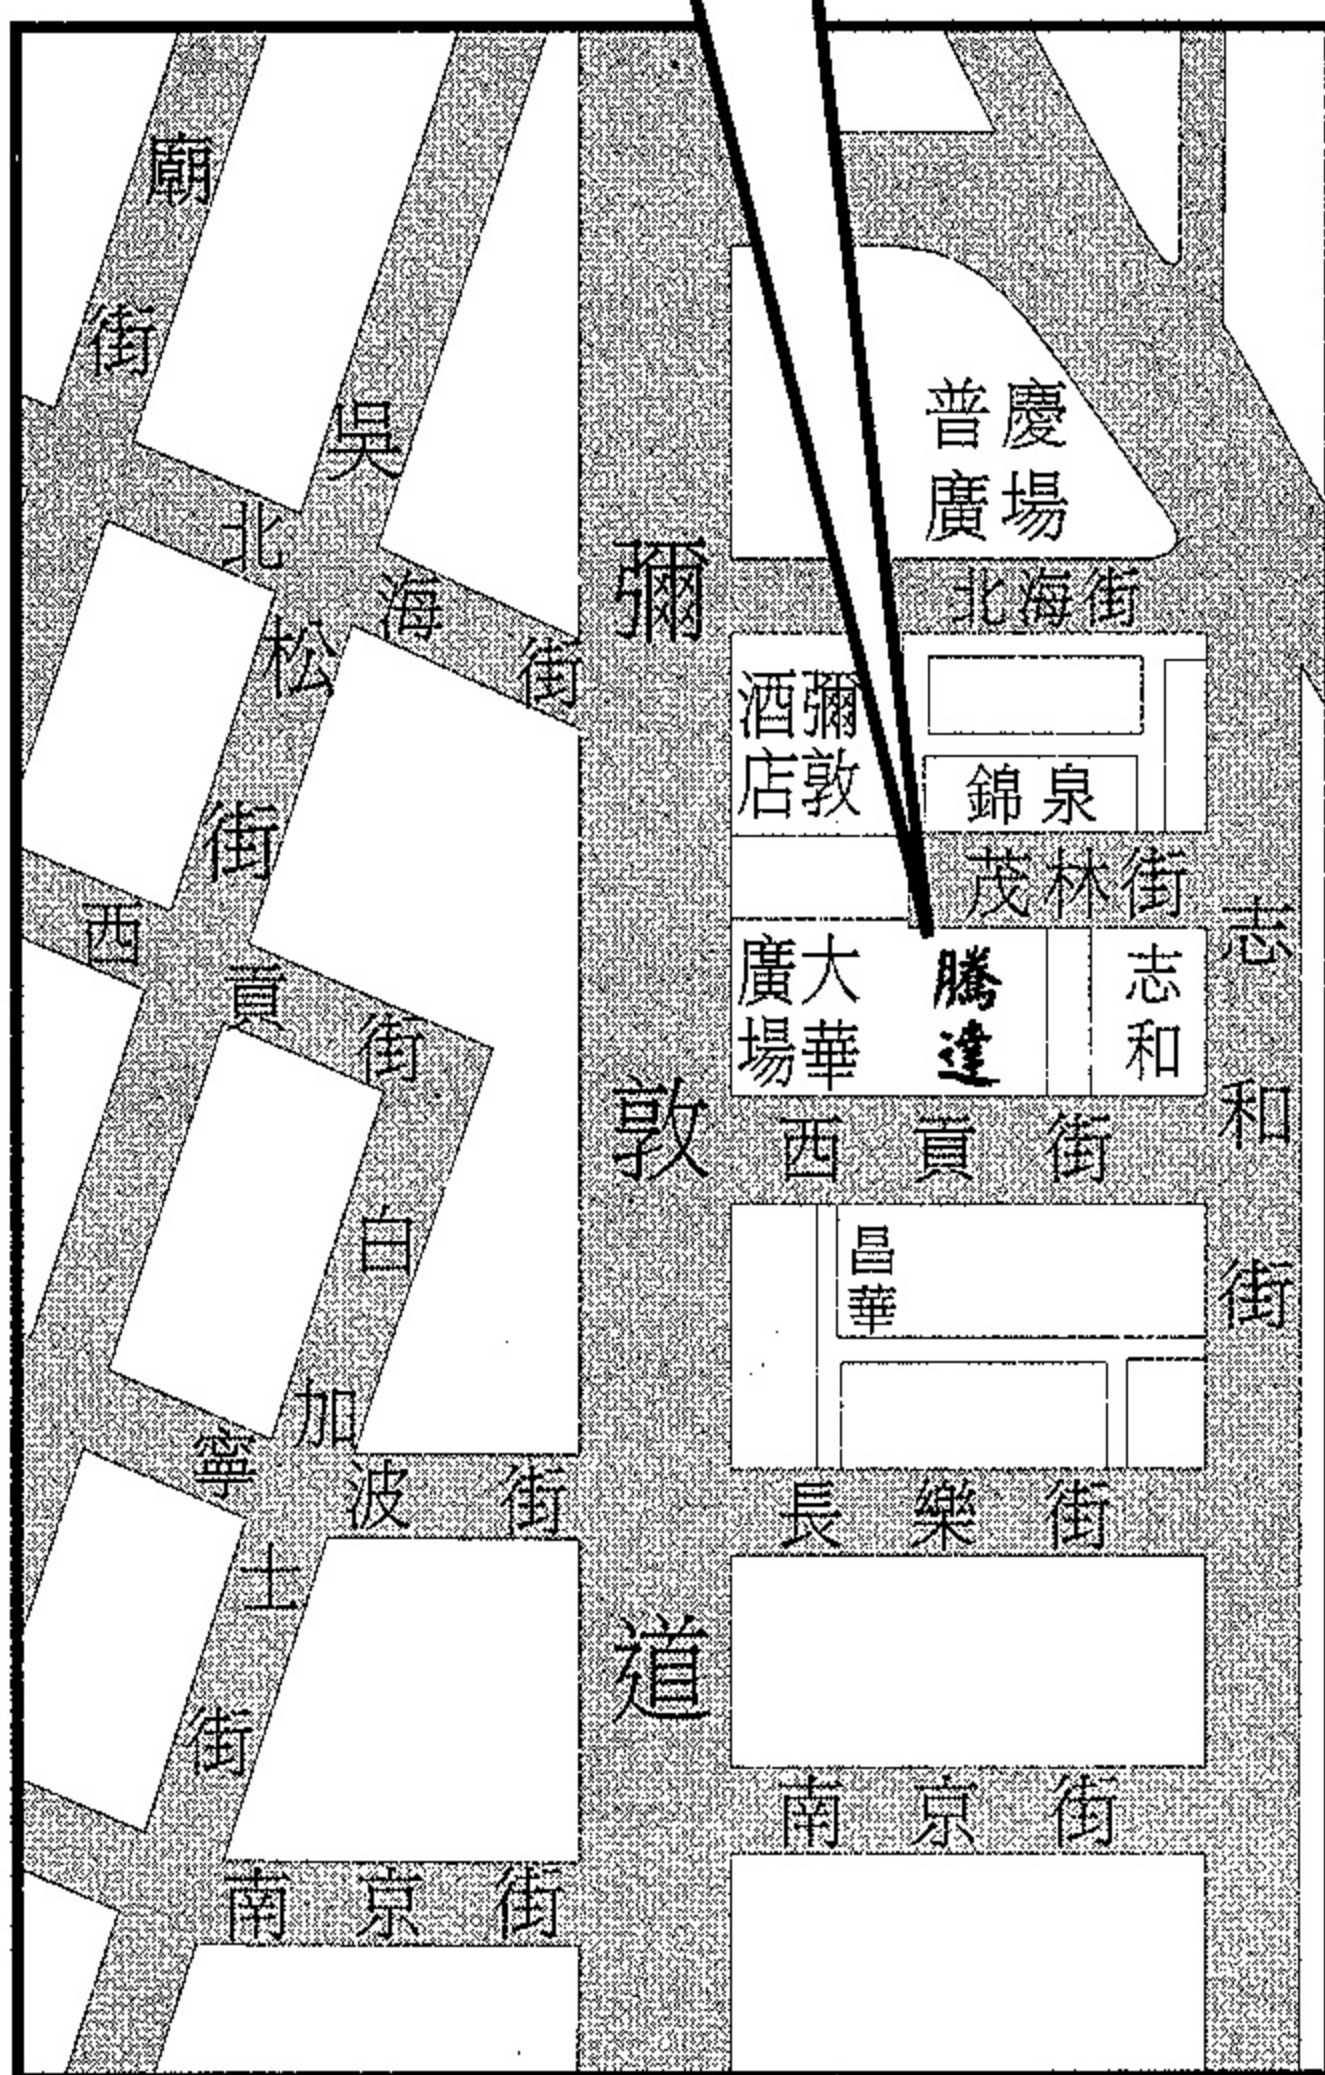 廟街
吳松街
北海街
西貢街
白加士街
寧波街
南京街
彌敦道
普慶
廣場
北海街
彌敦
酒店
錦泉
茂林街
大華
廣場
騰達
志和
志和街
西貢街
昌華
長樂街
南京街